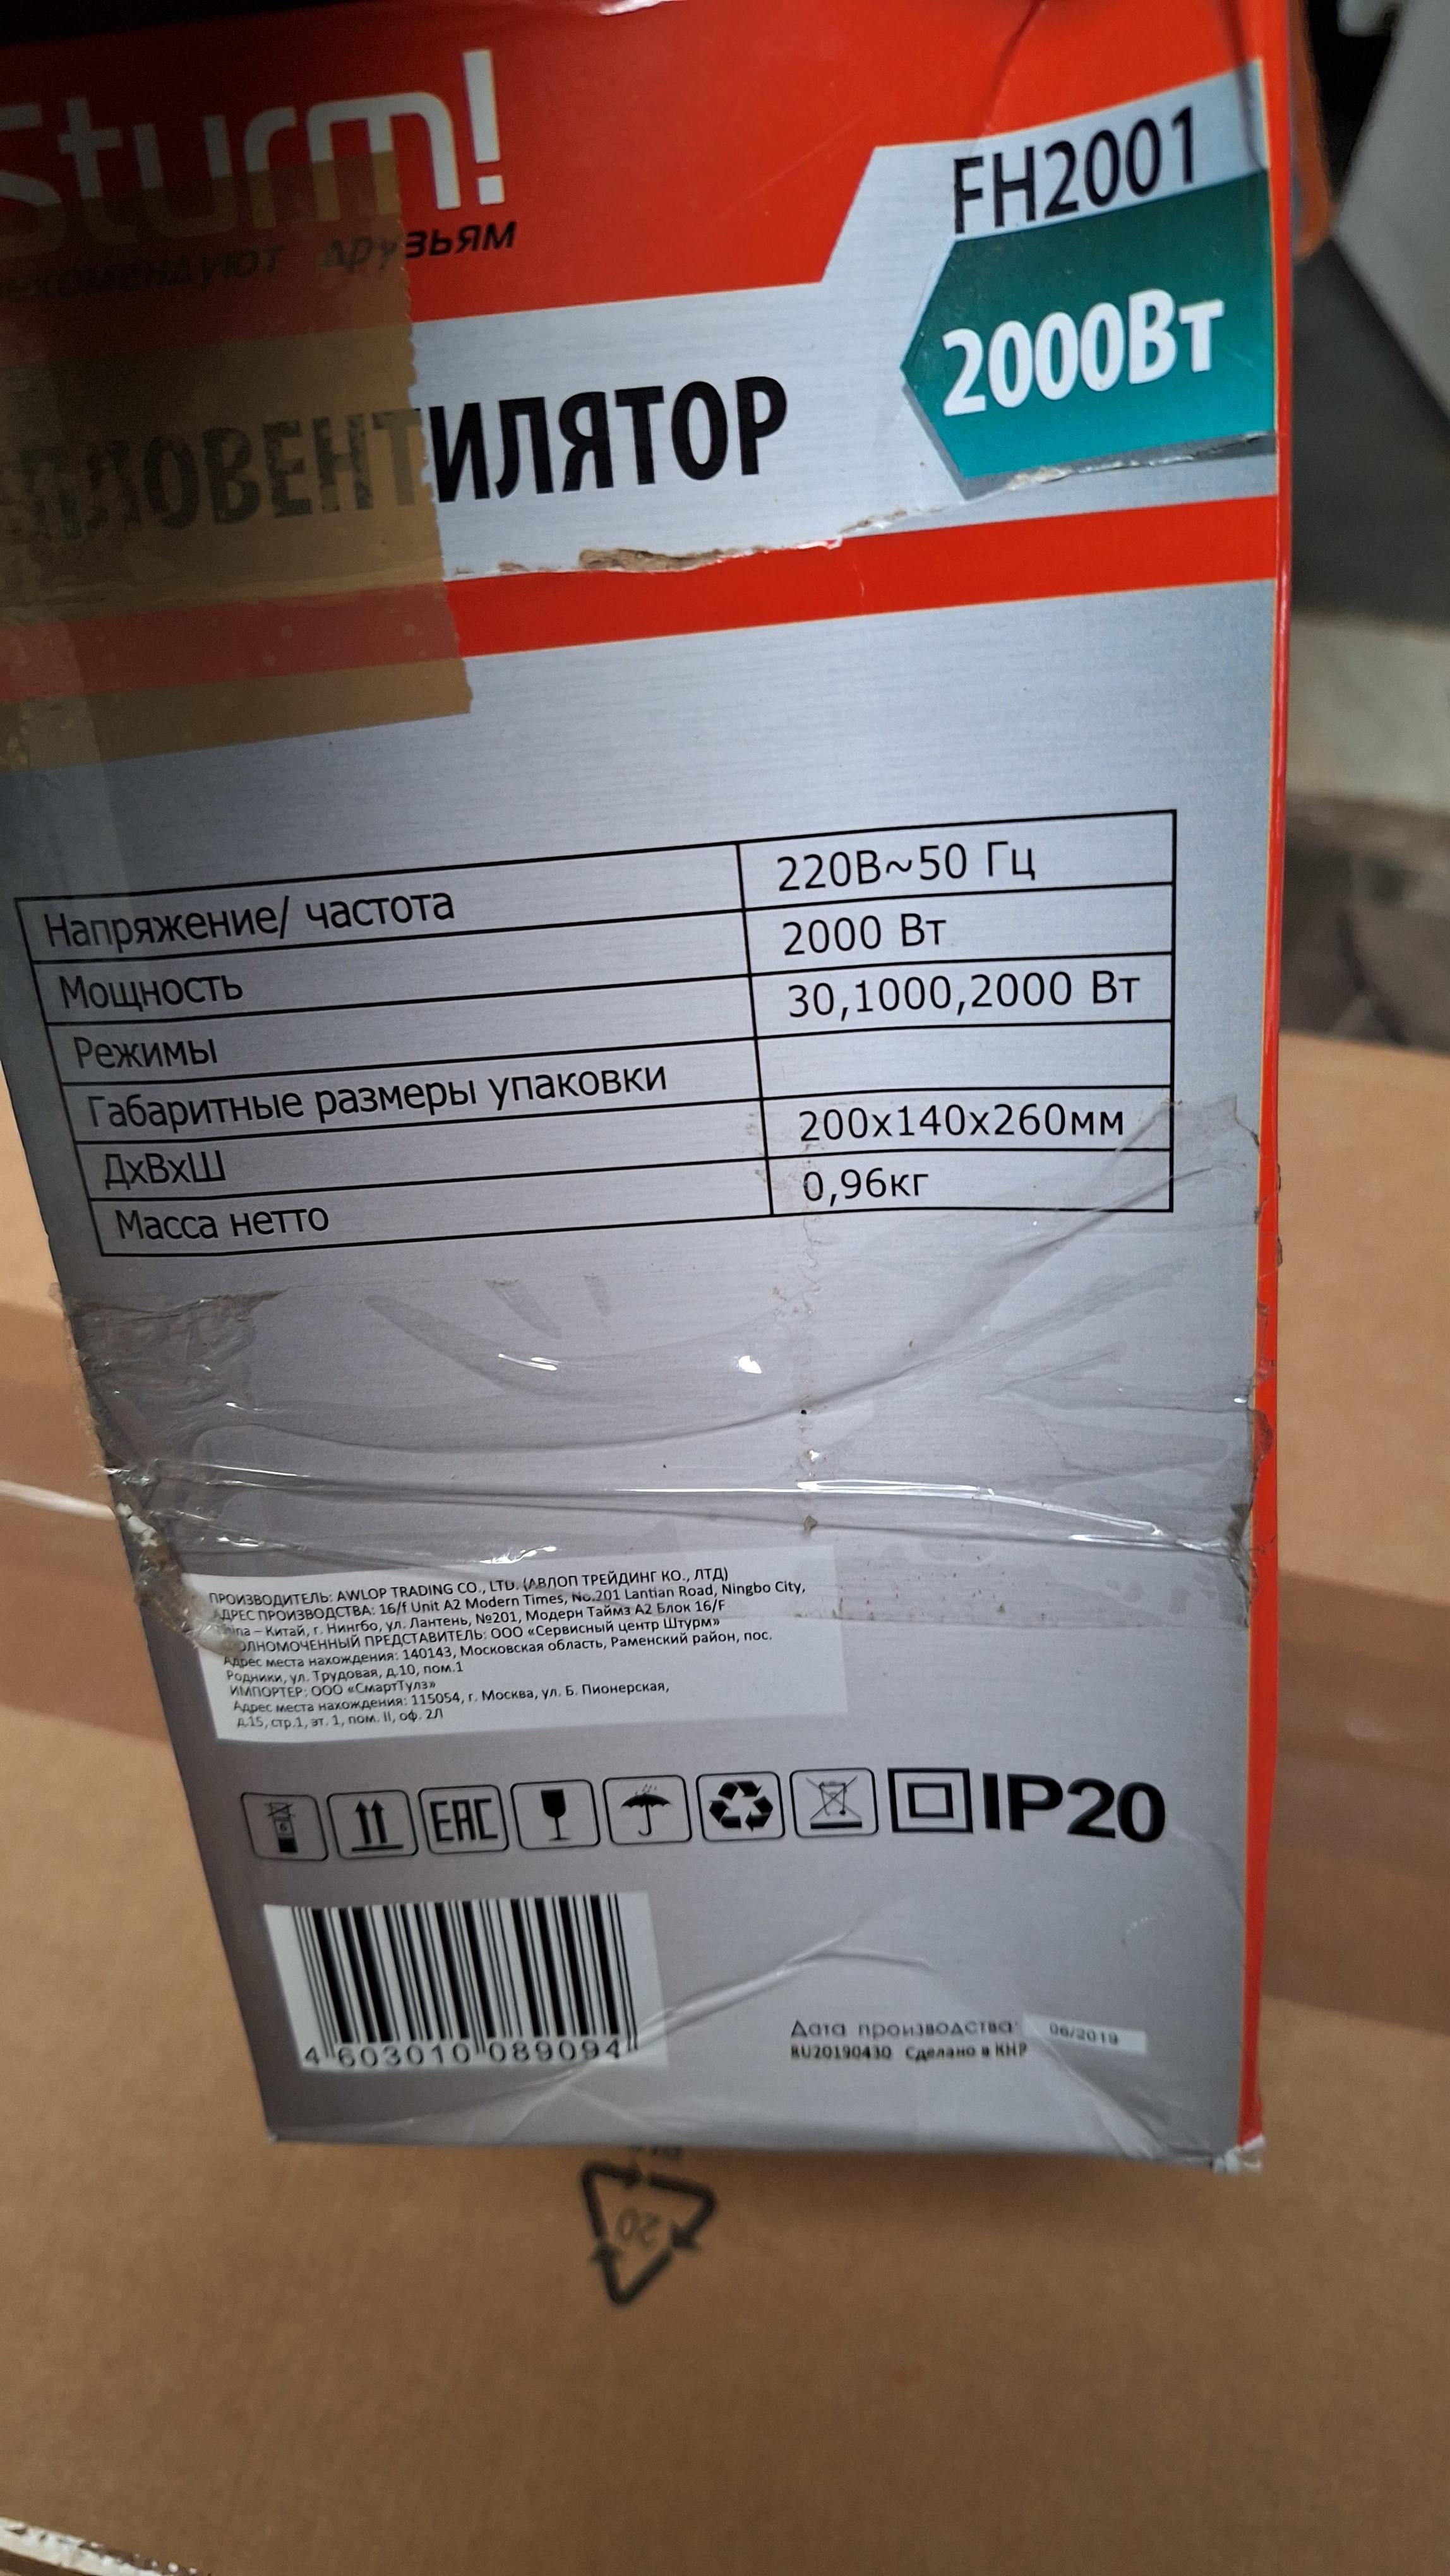 Sturm!
друзьям
FH2001
2000Вт
ИЛЯТОР
Напряжение/ частота 220В~50 Гц
Мощность 2000 Вт
Режимы 30,1000,2000 Вт
Габаритные размеры упаковки
ДхВхШ 200х140х260мм
Масса нетто 0,96кг
ПРОИЗВОДИТЕЛЬ: AWLOP TRADING CO., LTD. (АВЛОП ТРЕЙДИНГ КО., ЛТД)
АДРЕС ПРОИЗВОДСТВА: 16/f Unit A2 Modern Times, No.201 Lantian Road, Ningbo City,
China – Китай, г. Нингбо, ул. Лантень, №201, Модерн Таймз А2 Блок 16/F
ПОЛНОМОЧЕННЫЙ ПРЕДСТАВИТЕЛЬ: ООО «Сервисный центр Штурм»
Адрес места нахождения: 140143, Московская область, Раменский район, пос.
Родники, ул. Трудовая, д.10, пом.1
ИМПОРТЕР: ООО «СмартТулз»
Адрес места нахождения: 115054, г. Москва, ул. Б. Пионерская,
д.15, стр.1, эт. 1, пом. II, оф. 2Л
EAC IP20
4 603010 089094
Дата производства: 06/2019
RU20190430 Сделано в КНР
20